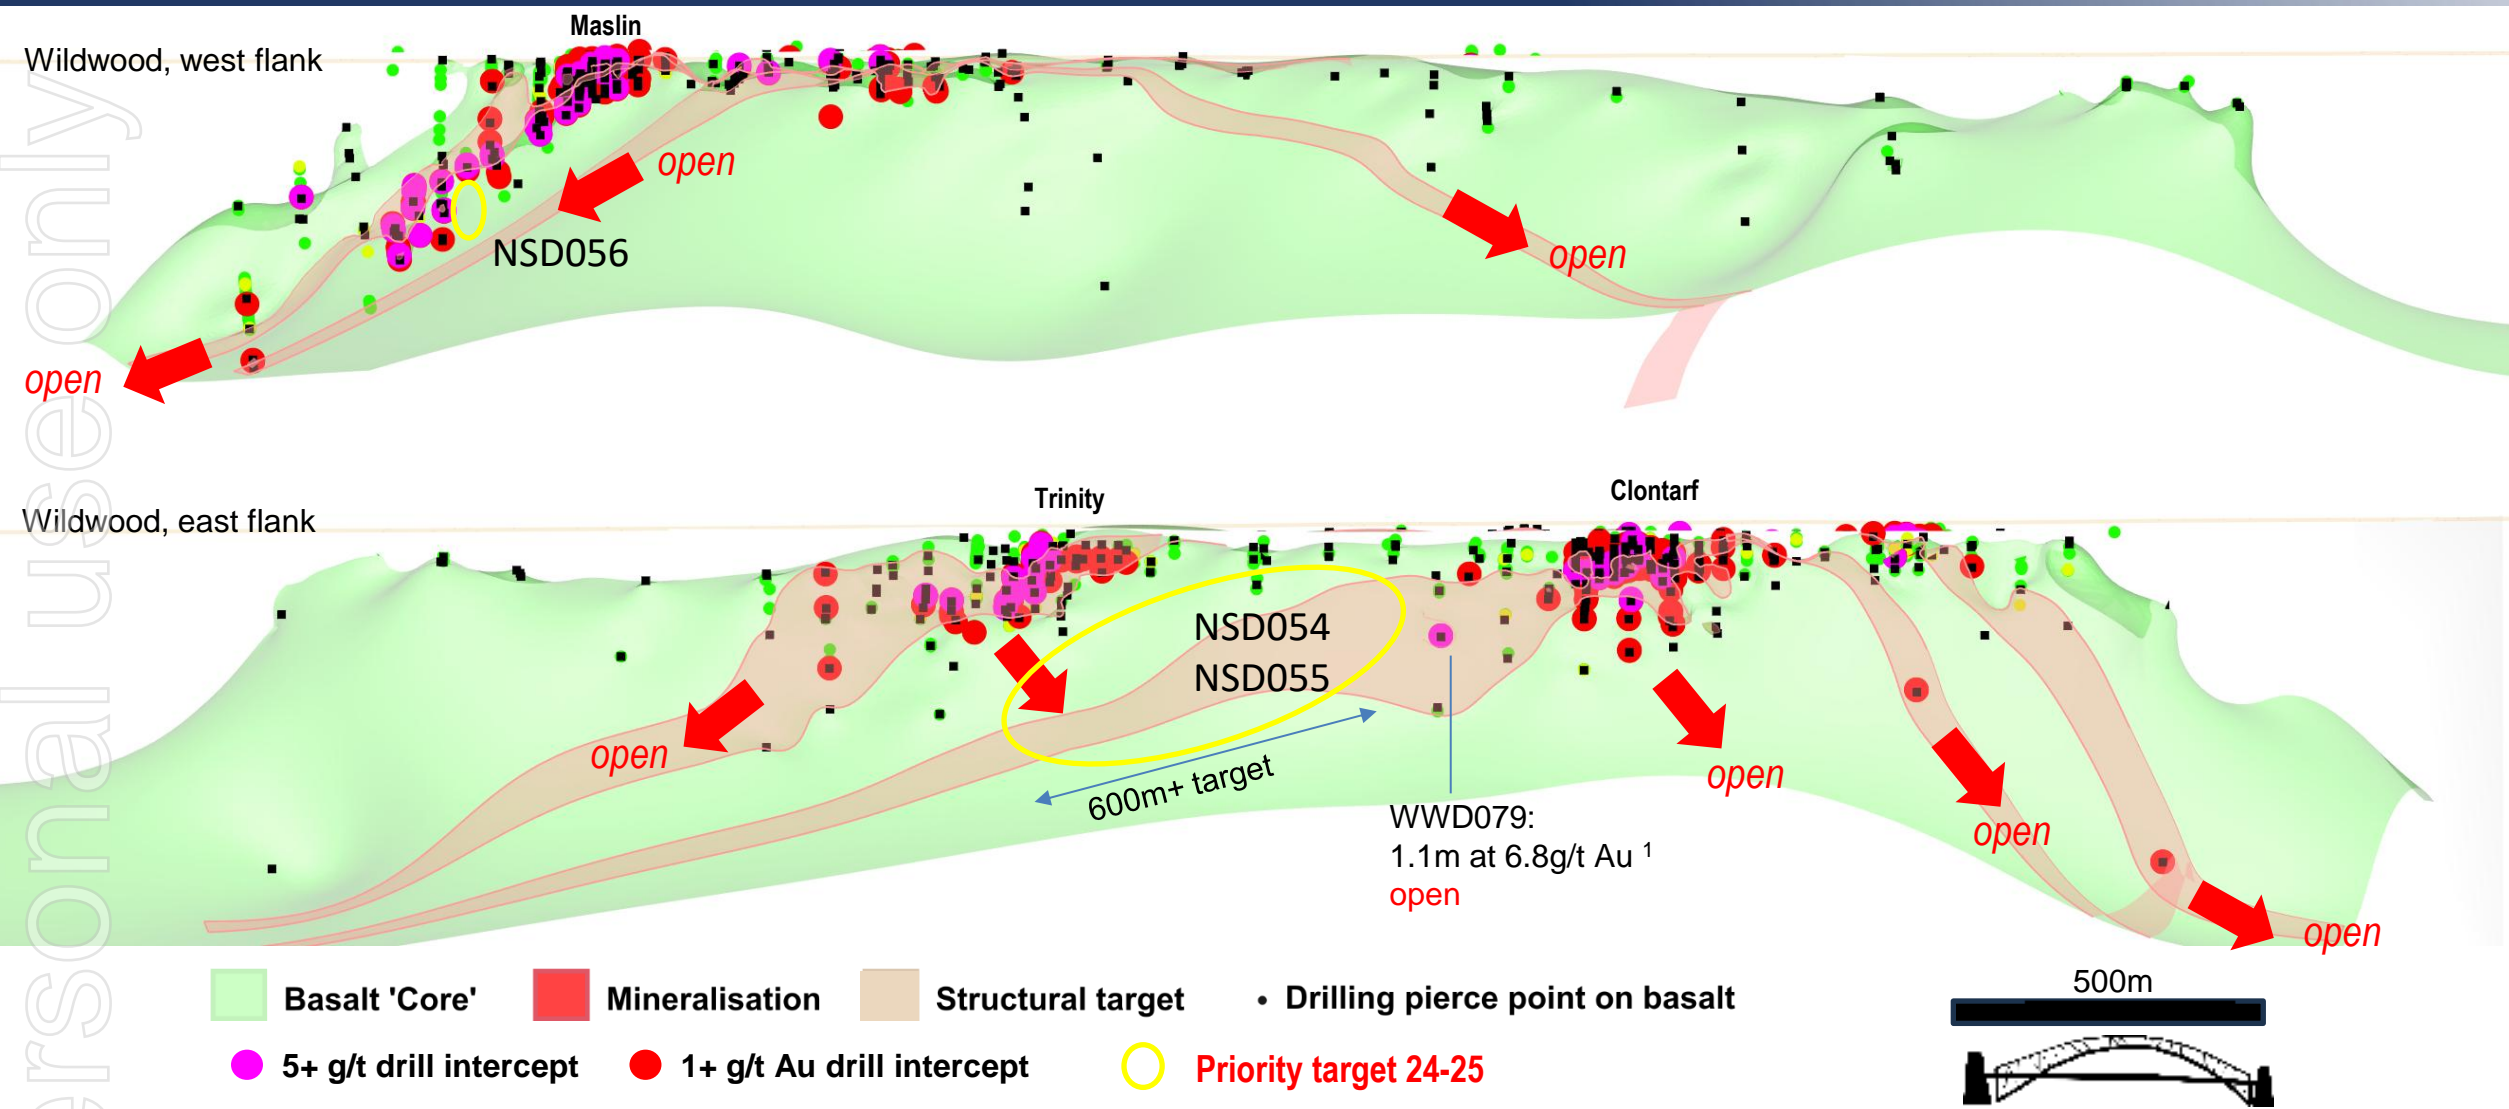 Maslin
Wildwood, west flank
open
NSD056
open
open
Trinity
Clontarf
Wildwood, east flank
NSD054
NSD055
open
600m+ target
open
WWD079:
1.1m at 6.8g/t Au 1
open
open
open
Basalt 'Core'
Mineralisation
Structural target
• Drilling pierce point on basalt
500m
5+ g/t drill intercept
1+ g/t Au drill intercept
Priority target 24-25
ersonal use only